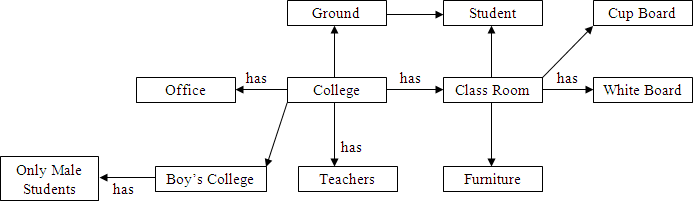 Ground
Student
Cup Board
has
has
has
Office
College
Class Room
White Board
has
Only Male
Students
has
Boy’s College
Teachers
Furniture